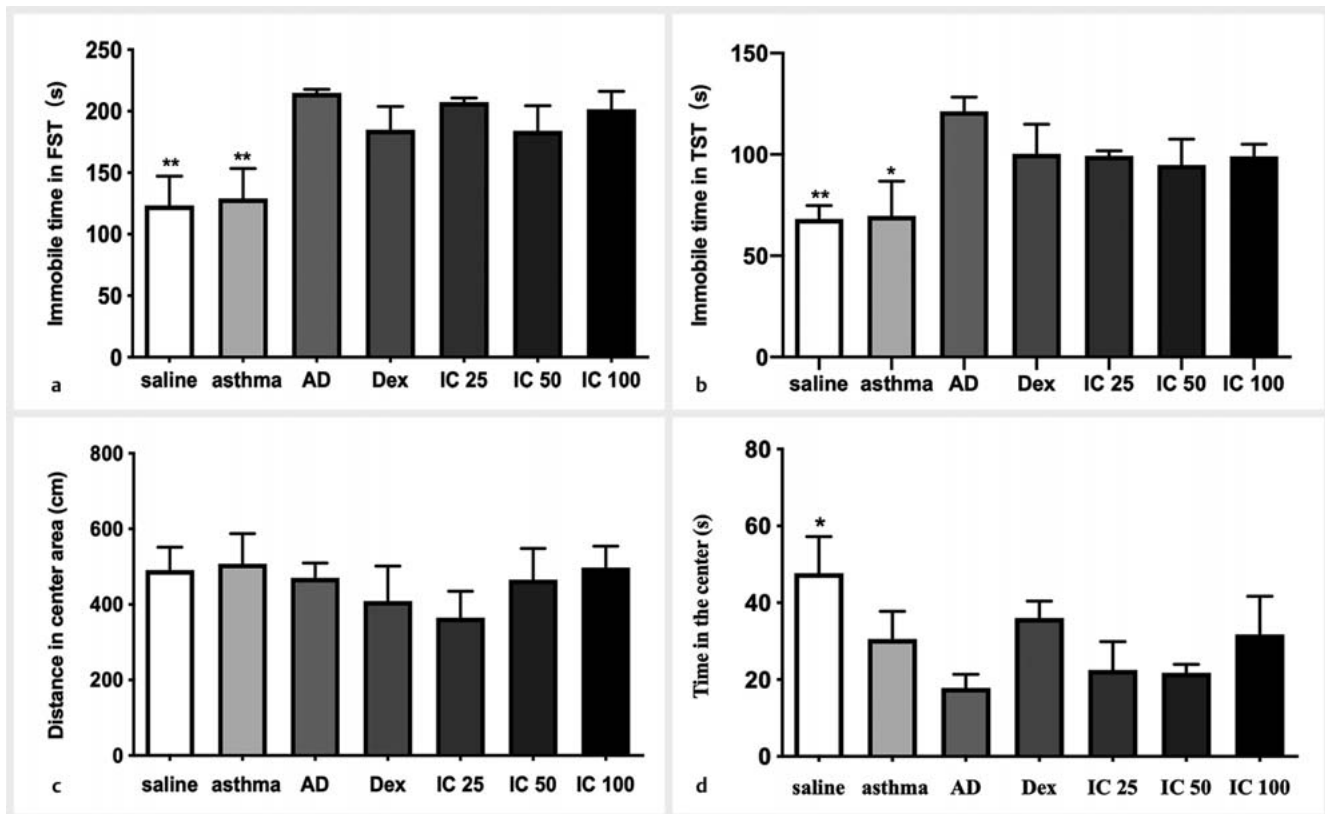 Immobile time in FST (s)
250
200
150
100
50
0
** **
saline asthma AD Dex IC 25 IC 50 IC 100
a
Immobile time in TST (s)
150
100
50
0
** *
saline asthma AD Dex IC 25 IC 50 IC 100
b
Distance in center area (cm)
800
600
400
200
0
saline asthma AD Dex IC 25 IC 50 IC 100
c
Time in the center (s)
80
60
40
20
0
*
saline asthma AD Dex IC 25 IC 50 IC 100
d